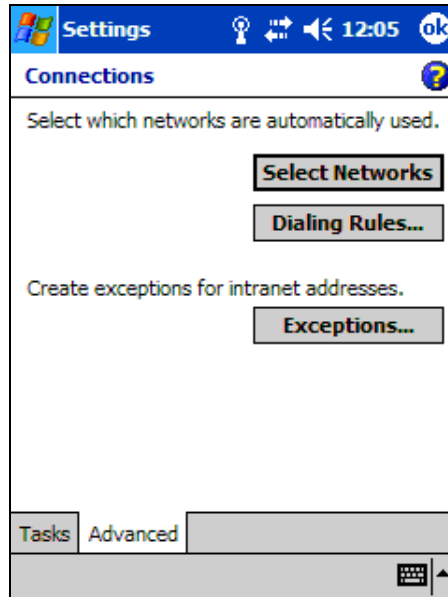 Settings 12:05 ok
Connections
Select which networks are automatically used.
Select Networks
Dialing Rules...
Create exceptions for intranet addresses.
Exceptions...
Tasks Advanced